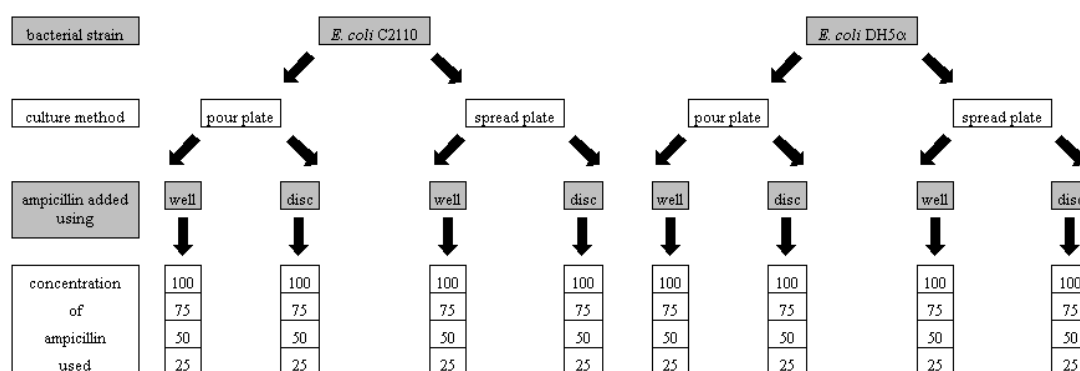 bacterial strain E. coli C2110 E. coli DH5α
culture method pour plate spread plate pour plate spread plate
ampicillin added
using
well disc well disc well disc well disc
concentration 100 100 100 100 100 100 100 100
of 75 75 75 75 75 75 75 75
ampicillin 50 50 50 50 50 50 50 50
used 25 25 25 25 25 25 25 25